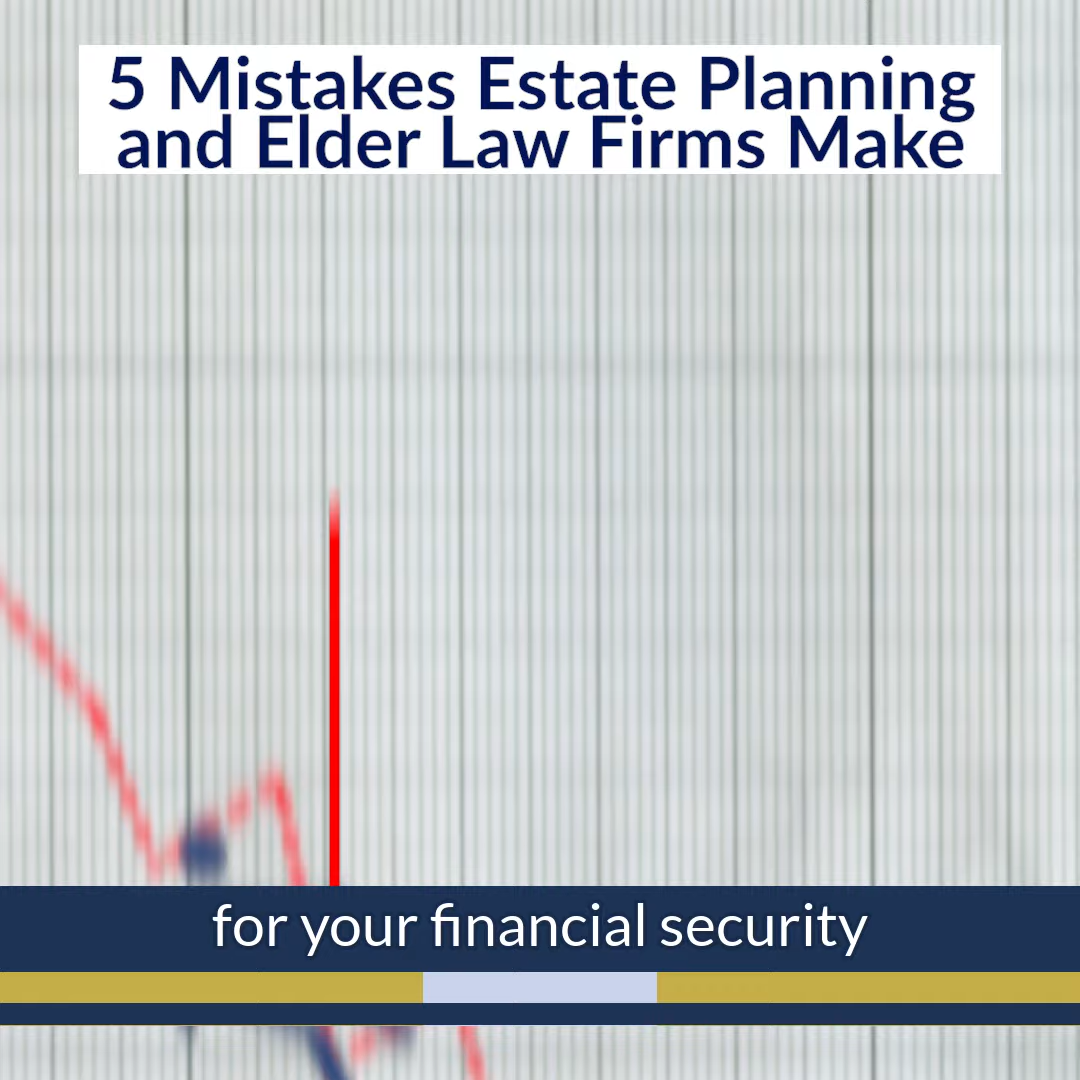 5 Mistakes Estate Planning
and Elder Law Firms Make
for your financial security